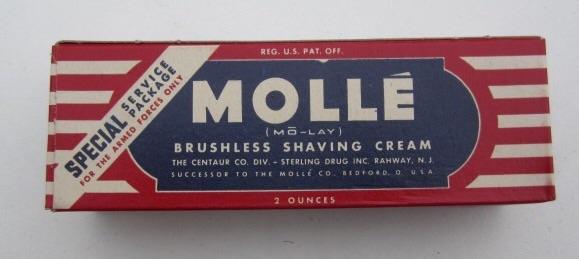 SPECIAL SERVICE
PACKAGE
FOR THE ARMED FORCES ONLY
REG. U.S. PAT. OFF.
MOLLÉ
(MŌ-LAY)
BRUSHLESS SHAVING CREAM
THE CENTAUR CO. DIV. – STERLING DRUG INC. RAHWAY, N. J.
SUCCESSOR TO THE MOLLÉ CO., BEDFORD, O. U.S.A.
2 OUNCES